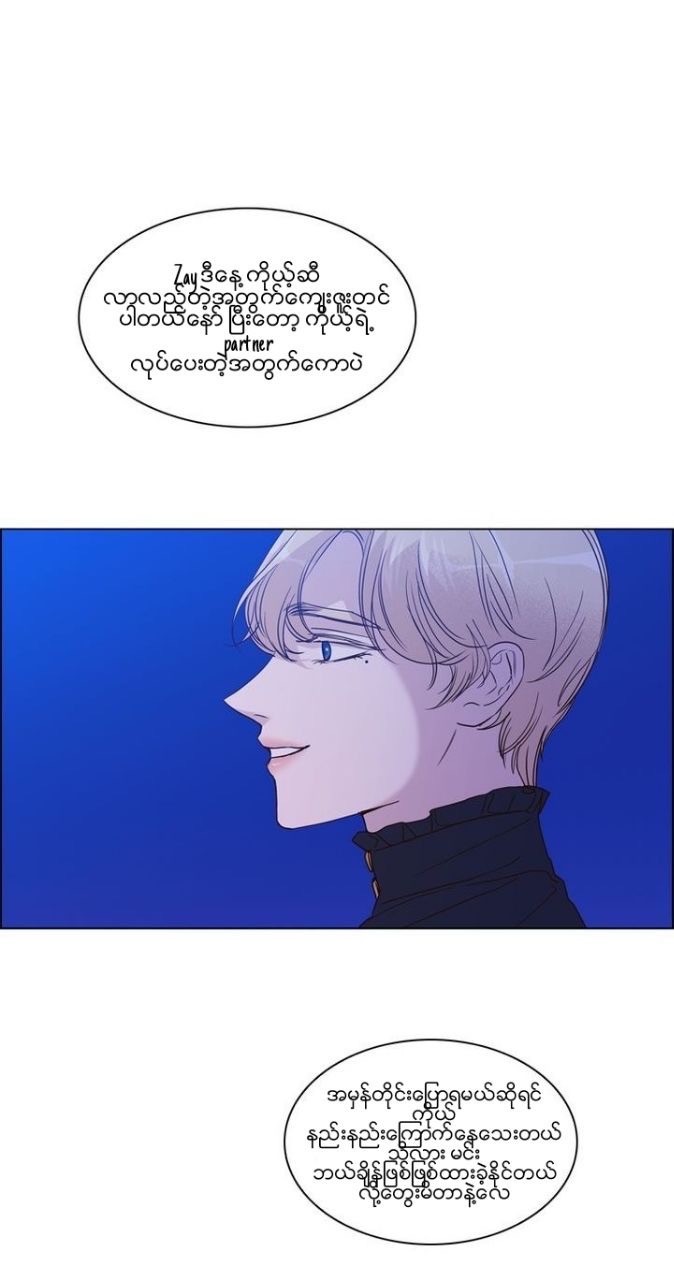 Zay ဒီနေ့ ကိုယ့်ဆီ
လာလည်တဲ့အတွက်ကျေးဇူးတင်
ပါတယ်နော် ပြီးတော့ ကိုယ့်ရဲ့
partner
လုပ်ပေးတဲ့အတွက်ကောပဲ
အမှန်တိုင်းပြောရမယ်ဆိုရင်
ကိုယ်
နည်းနည်းကြောက်နေသေးတယ်
သိလား မင်း
ဘယ်ချိန်ဖြစ်ဖြစ်ထားခဲ့နိုင်တယ်
လို့တွေးမိတာနဲ့လေ